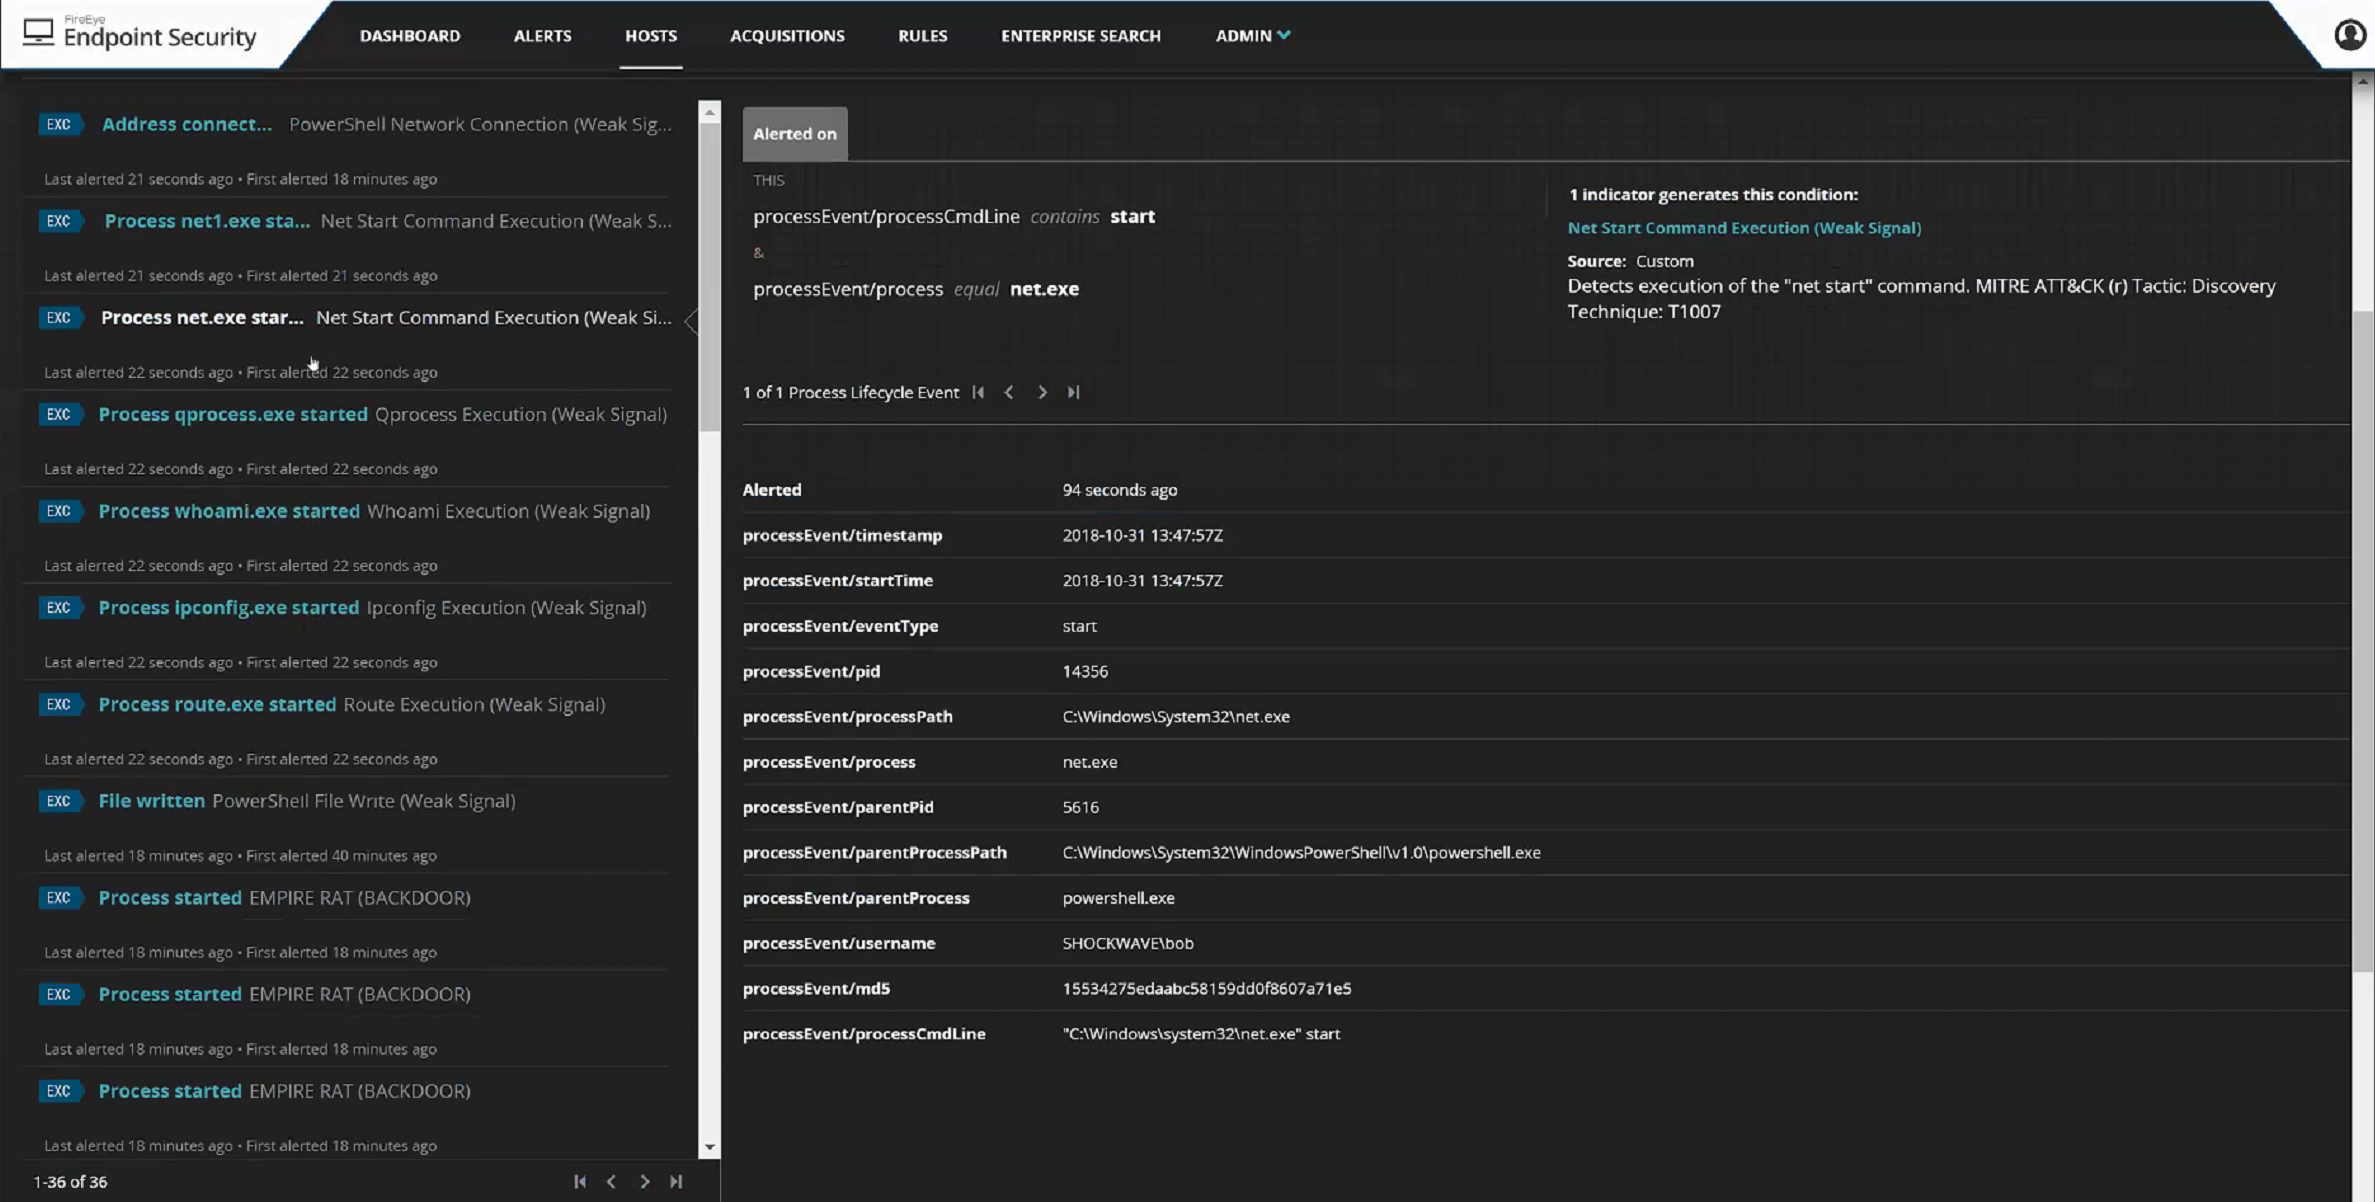 FireEye
Endpoint Security
DASHBOARD ALERTS HOSTS ACQUISITIONS RULES ENTERPRISE SEARCH ADMIN
EXC Address connect... PowerShell Network Connection (Weak Sig...
Last alerted 21 seconds ago • First alerted 18 minutes ago
EXC Process net1.exe sta... Net Start Command Execution (Weak S...
Last alerted 21 seconds ago • First alerted 21 seconds ago
EXC Process net.exe star... Net Start Command Execution (Weak Si...
Last alerted 22 seconds ago • First alerted 22 seconds ago
EXC Process qprocess.exe started Qprocess Execution (Weak Signal)
Last alerted 22 seconds ago • First alerted 22 seconds ago
EXC Process whoami.exe started Whoami Execution (Weak Signal)
Last alerted 22 seconds ago • First alerted 22 seconds ago
EXC Process ipconfig.exe started Ipconfig Execution (Weak Signal)
Last alerted 22 seconds ago • First alerted 22 seconds ago
EXC Process route.exe started Route Execution (Weak Signal)
Last alerted 22 seconds ago • First alerted 22 seconds ago
EXC File written PowerShell File Write (Weak Signal)
Last alerted 18 minutes ago • First alerted 40 minutes ago
EXC Process started EMPIRE RAT (BACKDOOR)
Last alerted 18 minutes ago • First alerted 18 minutes ago
EXC Process started EMPIRE RAT (BACKDOOR)
Last alerted 18 minutes ago • First alerted 18 minutes ago
EXC Process started EMPIRE RAT (BACKDOOR)
Last alerted 18 minutes ago • First alerted 18 minutes ago
1-36 of 36
Alerted on
THIS
processEvent/processCmdLine contains start
&
processEvent/process equal net.exe
1 indicator generates this condition:
Net Start Command Execution (Weak Signal)
Source: Custom
Detects execution of the "net start" command. MITRE ATT&CK (r) Tactic: Discovery
Technique: T1007
1 of 1 Process Lifecycle Event
Alerted 94 seconds ago
processEvent/timestamp 2018-10-31 13:47:57Z
processEvent/startTime 2018-10-31 13:47:57Z
processEvent/eventType start
processEvent/pid 14356
processEvent/processPath C:\Windows\System32\net.exe
processEvent/process net.exe
processEvent/parentPid 5616
processEvent/parentProcessPath C:\Windows\System32\WindowsPowerShell\v1.0\powershell.exe
processEvent/parentProcess powershell.exe
processEvent/username SHOCKWAVE\bob
processEvent/md5 15534275edaabc58159dd0f8607a71e5
processEvent/processCmdLine "C:\Windows\system32\net.exe" start